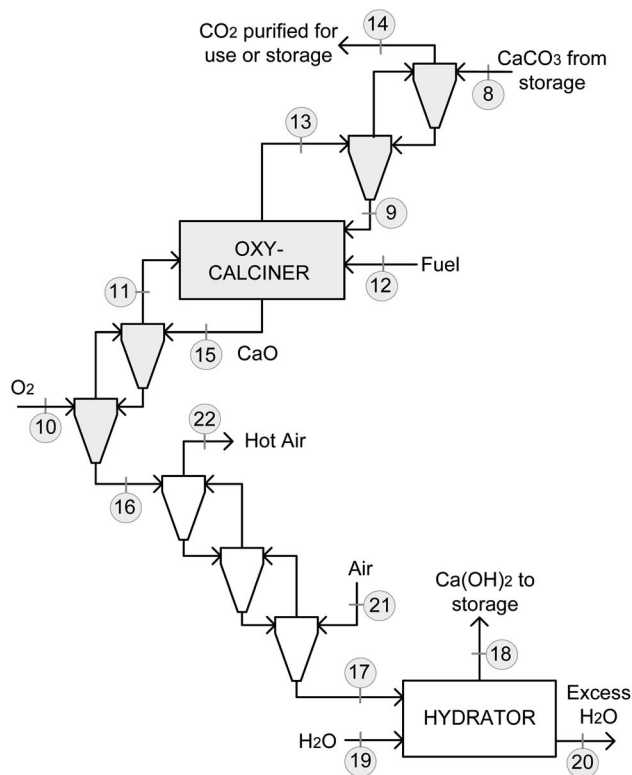 14
CO2 purified for
use or storage
CaCO3 from
storage
8
13
9
OXY-
CALCINER
11
12
Fuel
15
CaO
O2
10
22
Hot Air
16
Air
21
Ca(OH)2 to
storage
17
18
Excess
H2O
HYDRATOR
H2O
19
20